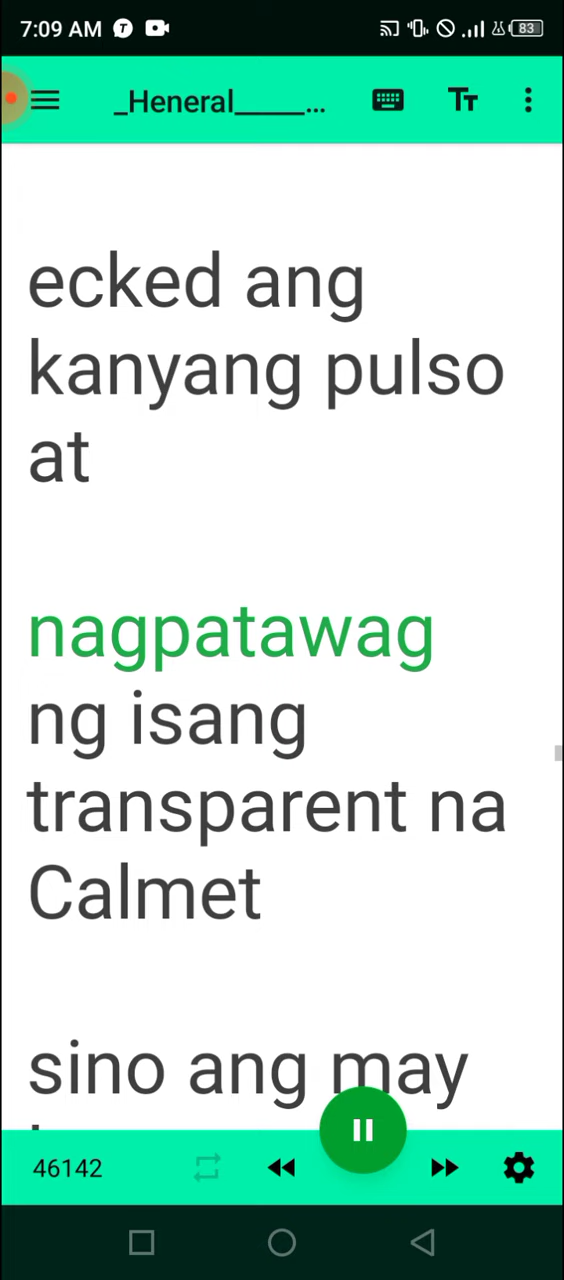 7:09 AM
83
_Heneral_____...
ecked ang
kanyang pulso
at
nagpatawag
ng isang
transparent na
Calmet
sino ang may
46142